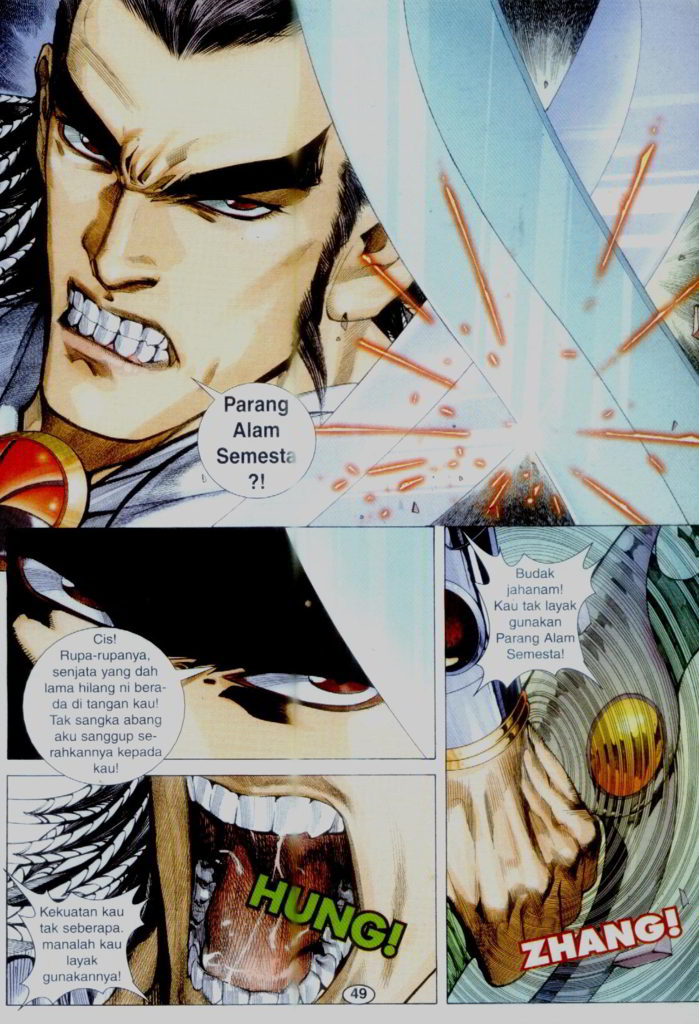 Parang
Alam
Semesta
?!
Cis!
Rupa-rupanya,
senjata yang dah
lama hilang ni bera-
da di tangan kau!
Tak sangka abang
aku sanggup se-
rahkannya kepada
kau!
Budak
jahanam!
Kau tak layak
gunakan
Parang Alam
Semesta!
Kekuatan kau
tak seberapa.
manalah kau
layak
gunakannya!
HUNG!
ZHANG!
49